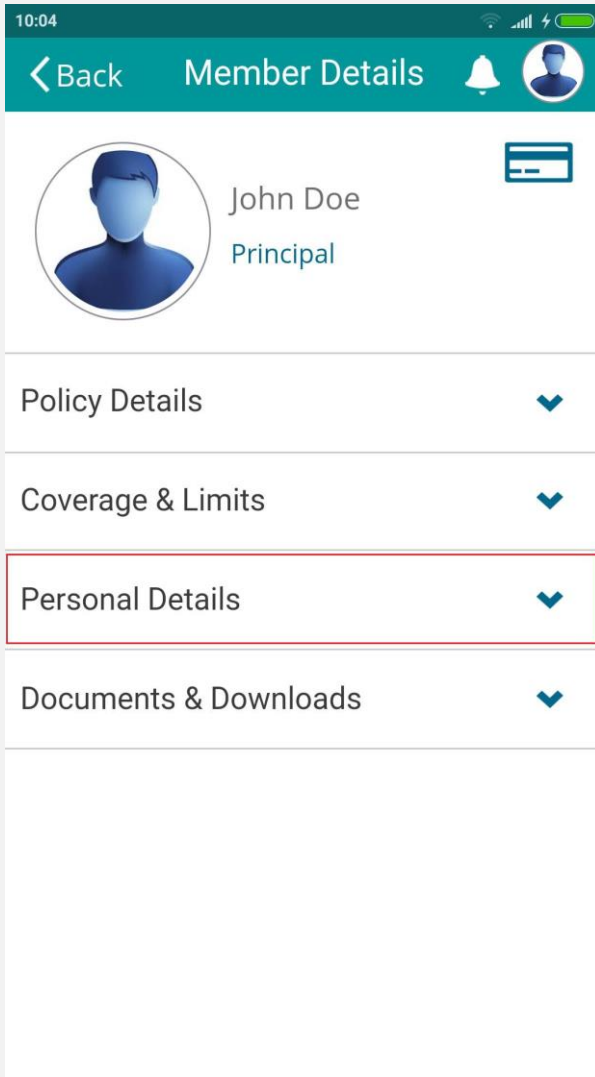 10:04
Back Member Details
John Doe
Principal
Policy Details
Coverage & Limits
Personal Details
Documents & Downloads